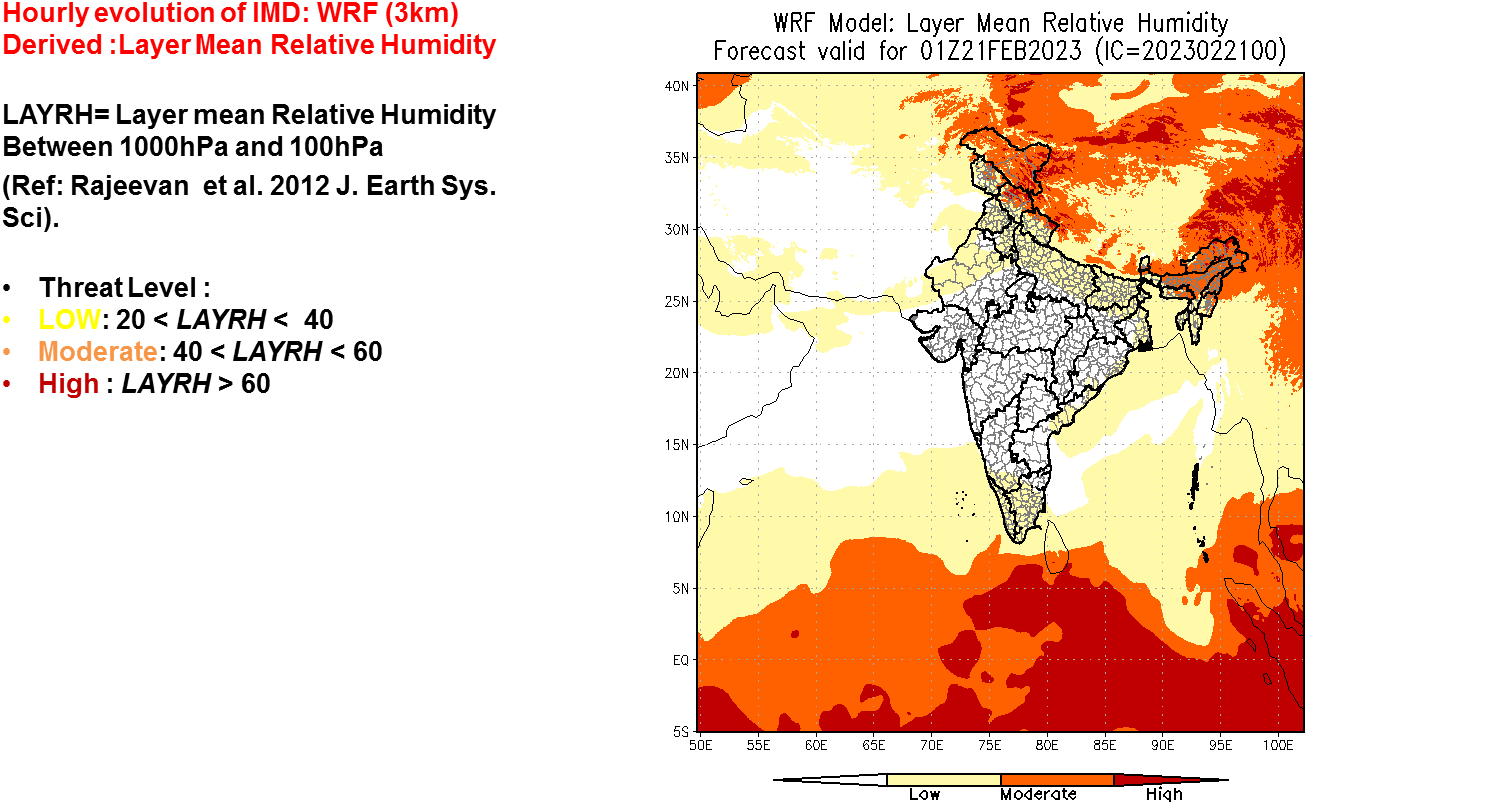 Hourly evolution of IMD: WRF (3km)
Derived :Layer Mean Relative Humidity
LAYRH= Layer mean Relative Humidity
Between 1000hPa and 100hPa
(Ref: Rajeevan et al. 2012 J. Earth Sys.
Sci).
• Threat Level :
• LOW: 20 < LAYRH < 40
• Moderate: 40 < LAYRH < 60
• High : LAYRH > 60
WRF Model: Layer Mean Relative Humidity
Forecast valid for 01Z21FEB2023 (IC=2023022100)
40N
35N
30N
25N
20N
15N
10N
5N
EQ
5S
50E 55E 60E 65E 70E 75E 80E 85E 90E 95E 100E
Low Moderate High